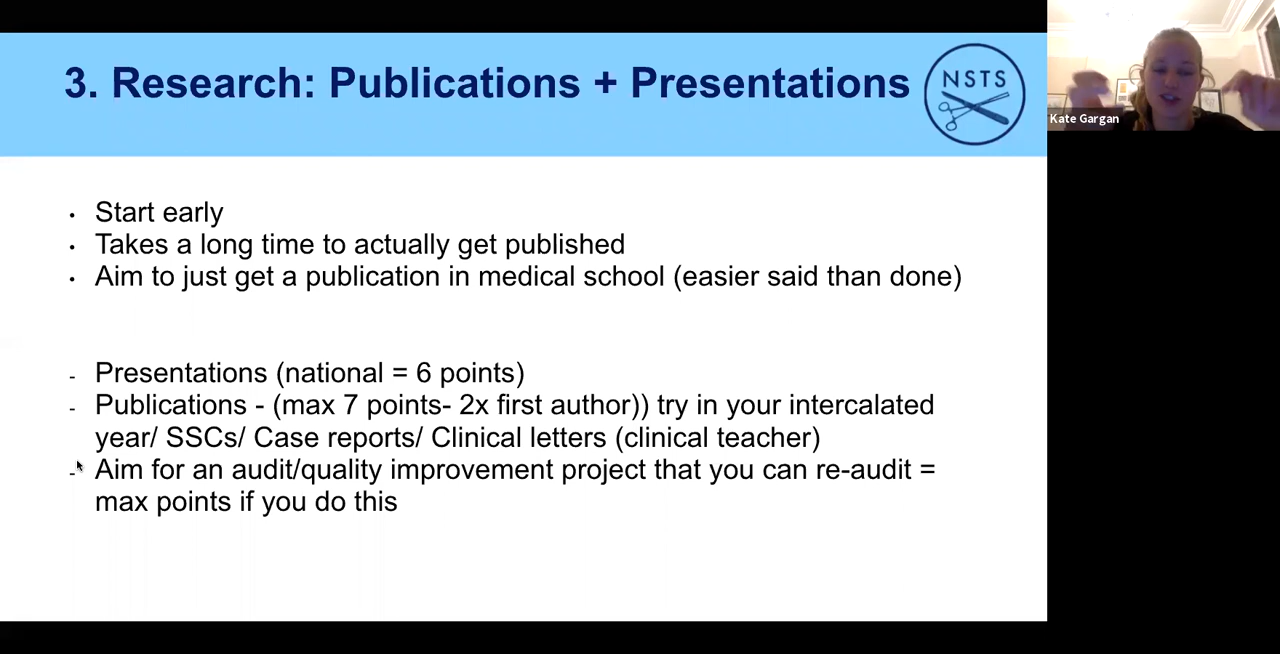 3. Research: Publications + Presentations
NSTS
Kate Gargan
• Start early
• Takes a long time to actually get published
• Aim to just get a publication in medical school (easier said than done)
- Presentations (national = 6 points)
- Publications - (max 7 points- 2x first author)) try in your intercalated
year/ SSCs/ Case reports/ Clinical letters (clinical teacher)
- Aim for an audit/quality improvement project that you can re-audit =
max points if you do this